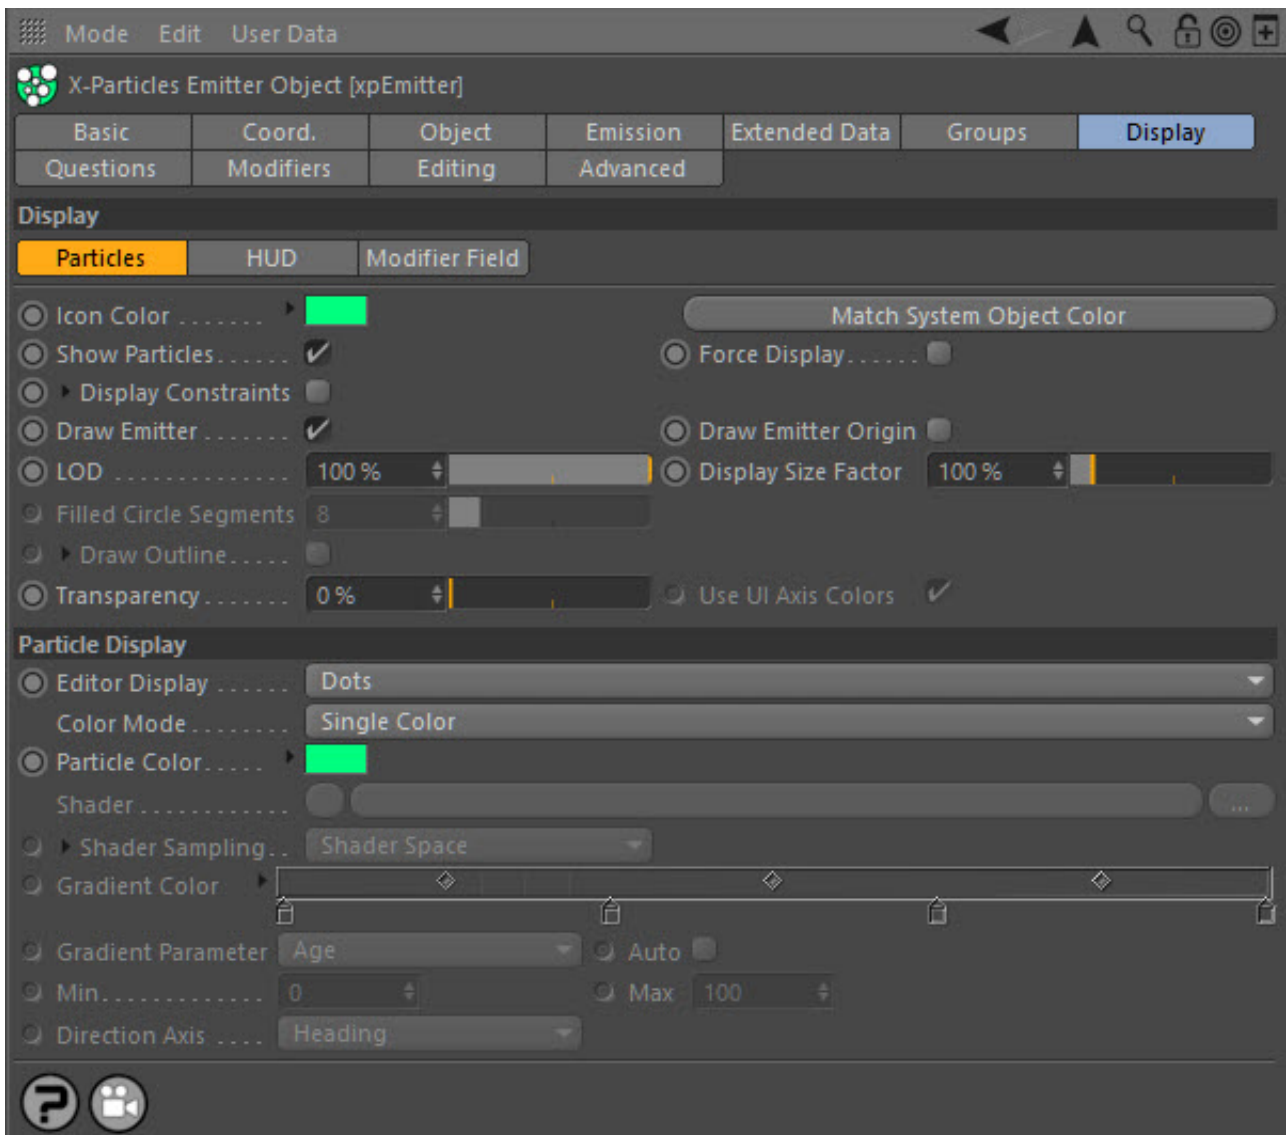 Mode Edit User Data
X-Particles Emitter Object [xpEmitter]
Basic Coord. Object Emission Extended Data Groups Display
Questions Modifiers Editing Advanced
Display
Particles HUD Modifier Field
Icon Color ....... Match System Object Color
Show Particles...... Force Display......
Display Constraints
Draw Emitter ....... Draw Emitter Origin
LOD ............. 100 % Display Size Factor 100 %
Filled Circle Segments 8
Draw Outline.....
Transparency....... 0 % Use UI Axis Colors
Particle Display
Editor Display ...... Dots
Color Mode ........ Single Color
Particle Color.....
Shader ............. ...
Shader Sampling.. Shader Space
Gradient Color
Gradient Parameter Age Auto
Min.............. 0 Max 100
Direction Axis .... Heading
?